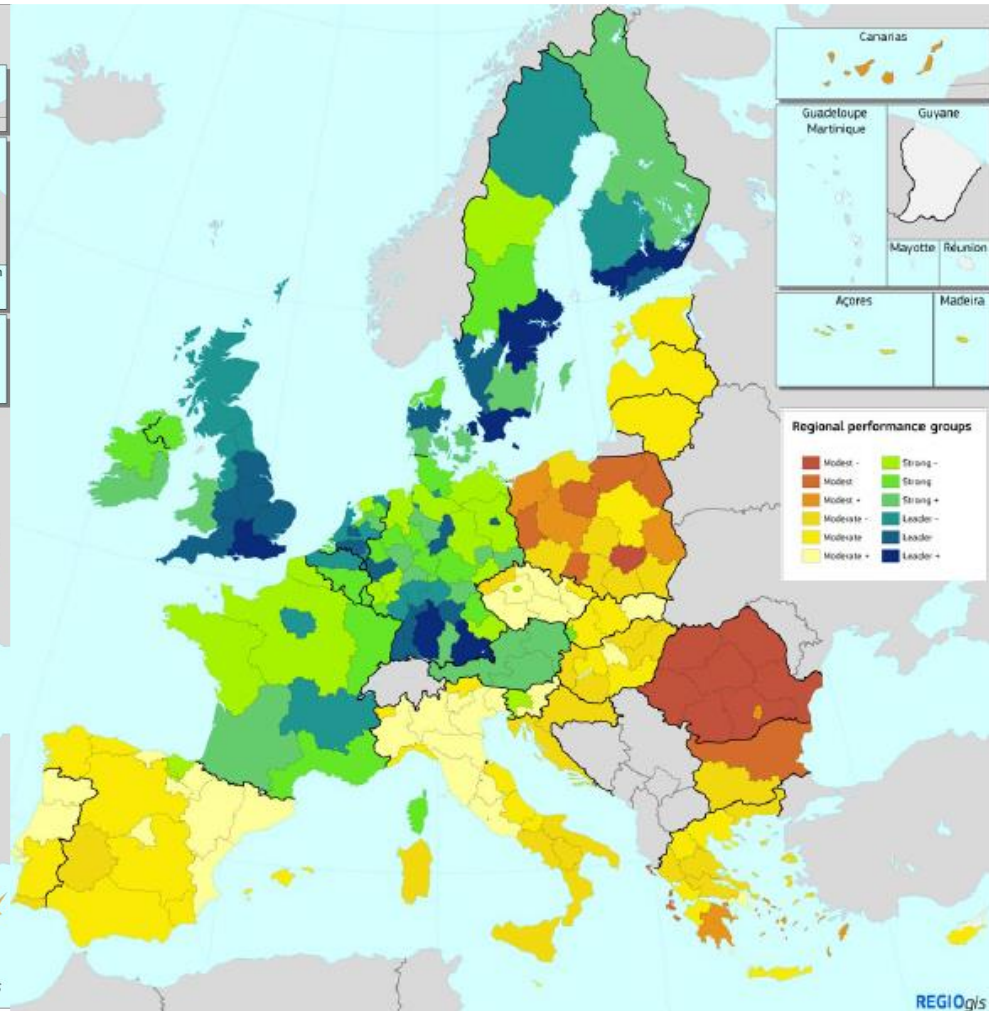 Canarias
Guadeloupe
Martinique
Guyane
Mayotte
Réunion
Açores
Madeira
Regional performance groups
Modest -
Strong -
Modest
Strong
Modest +
Strong +
Moderate -
Leader -
Moderate
Leader
Moderate +
Leader +
REGIOgis